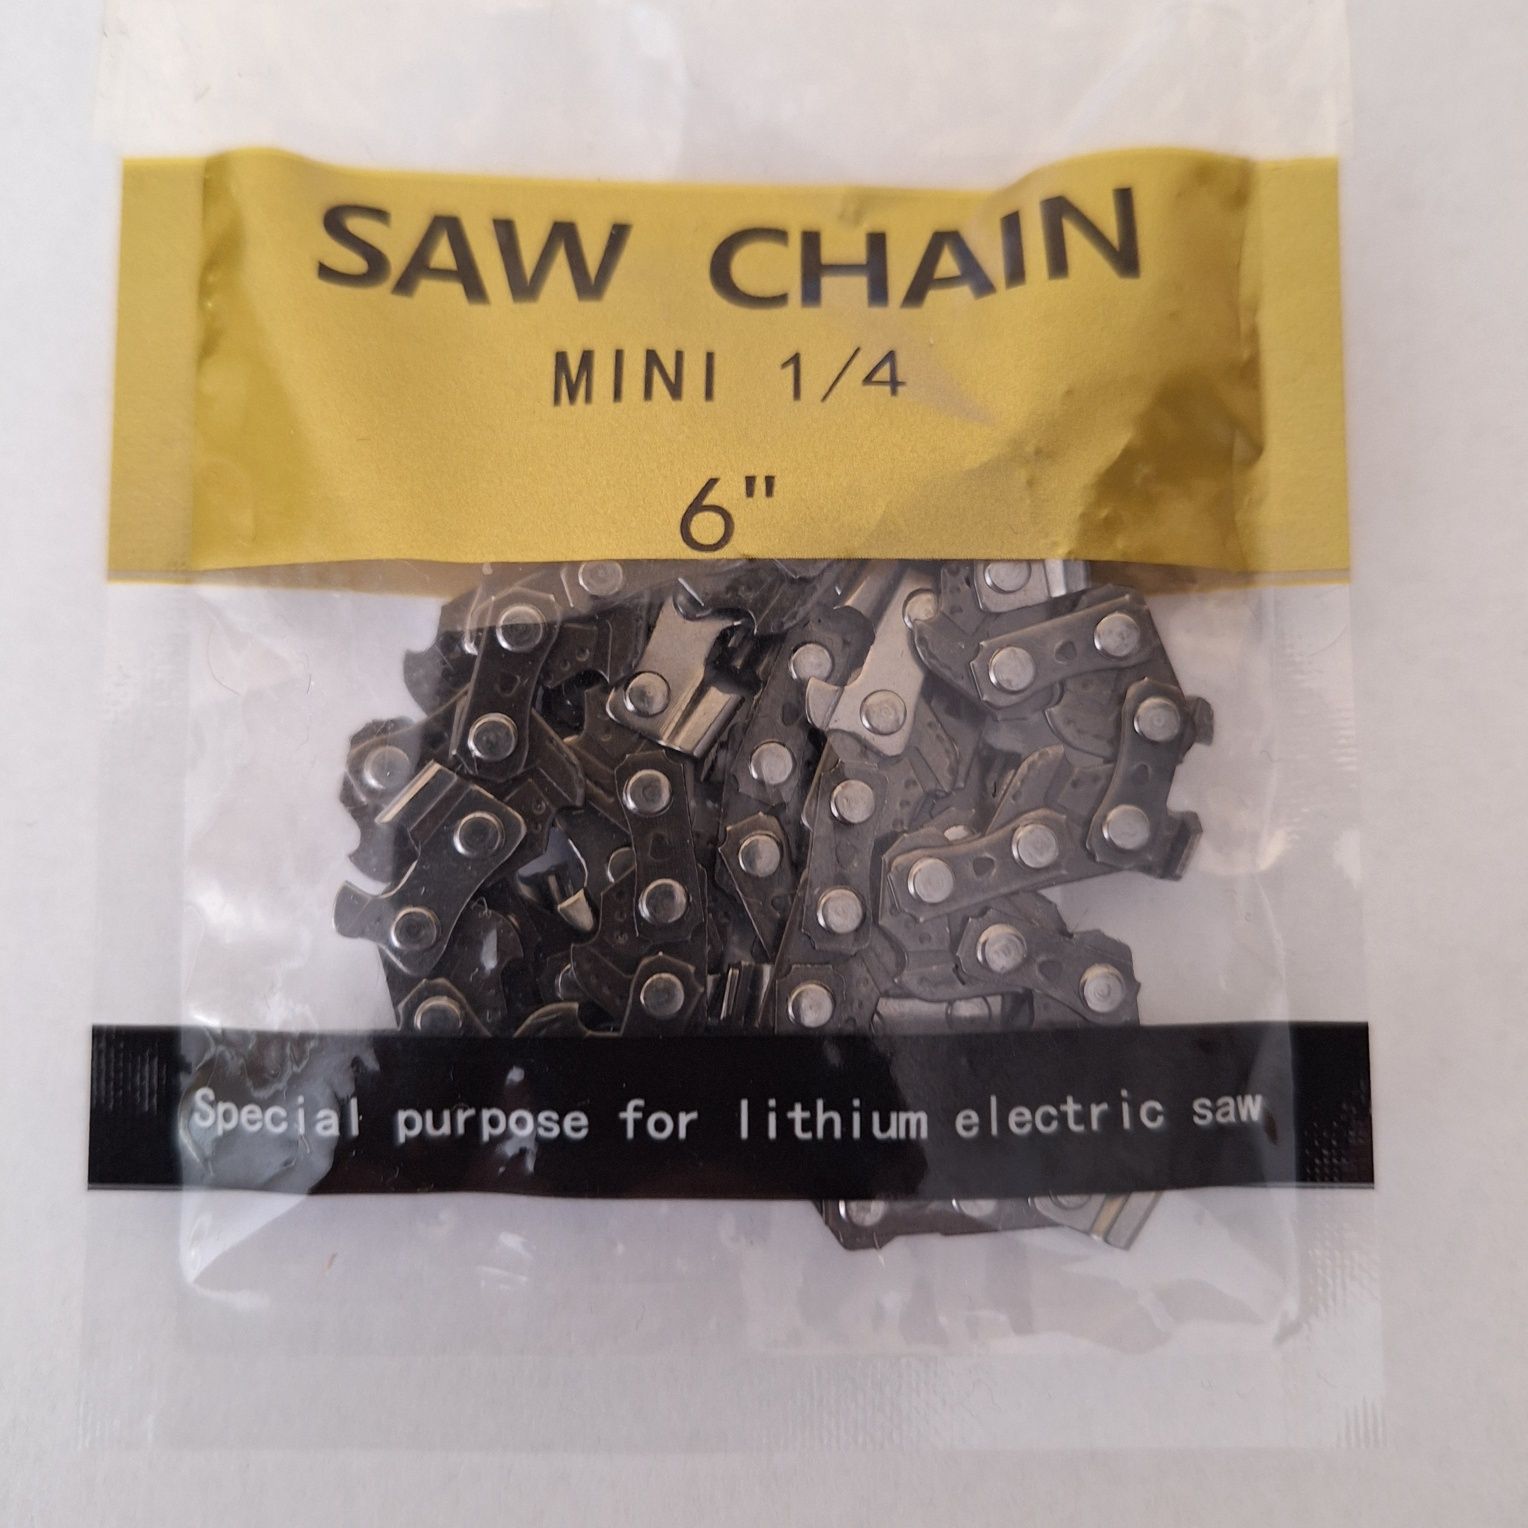 SAW CHAIN
MINI 1/4
6"
Special purpose for lithium electric saw